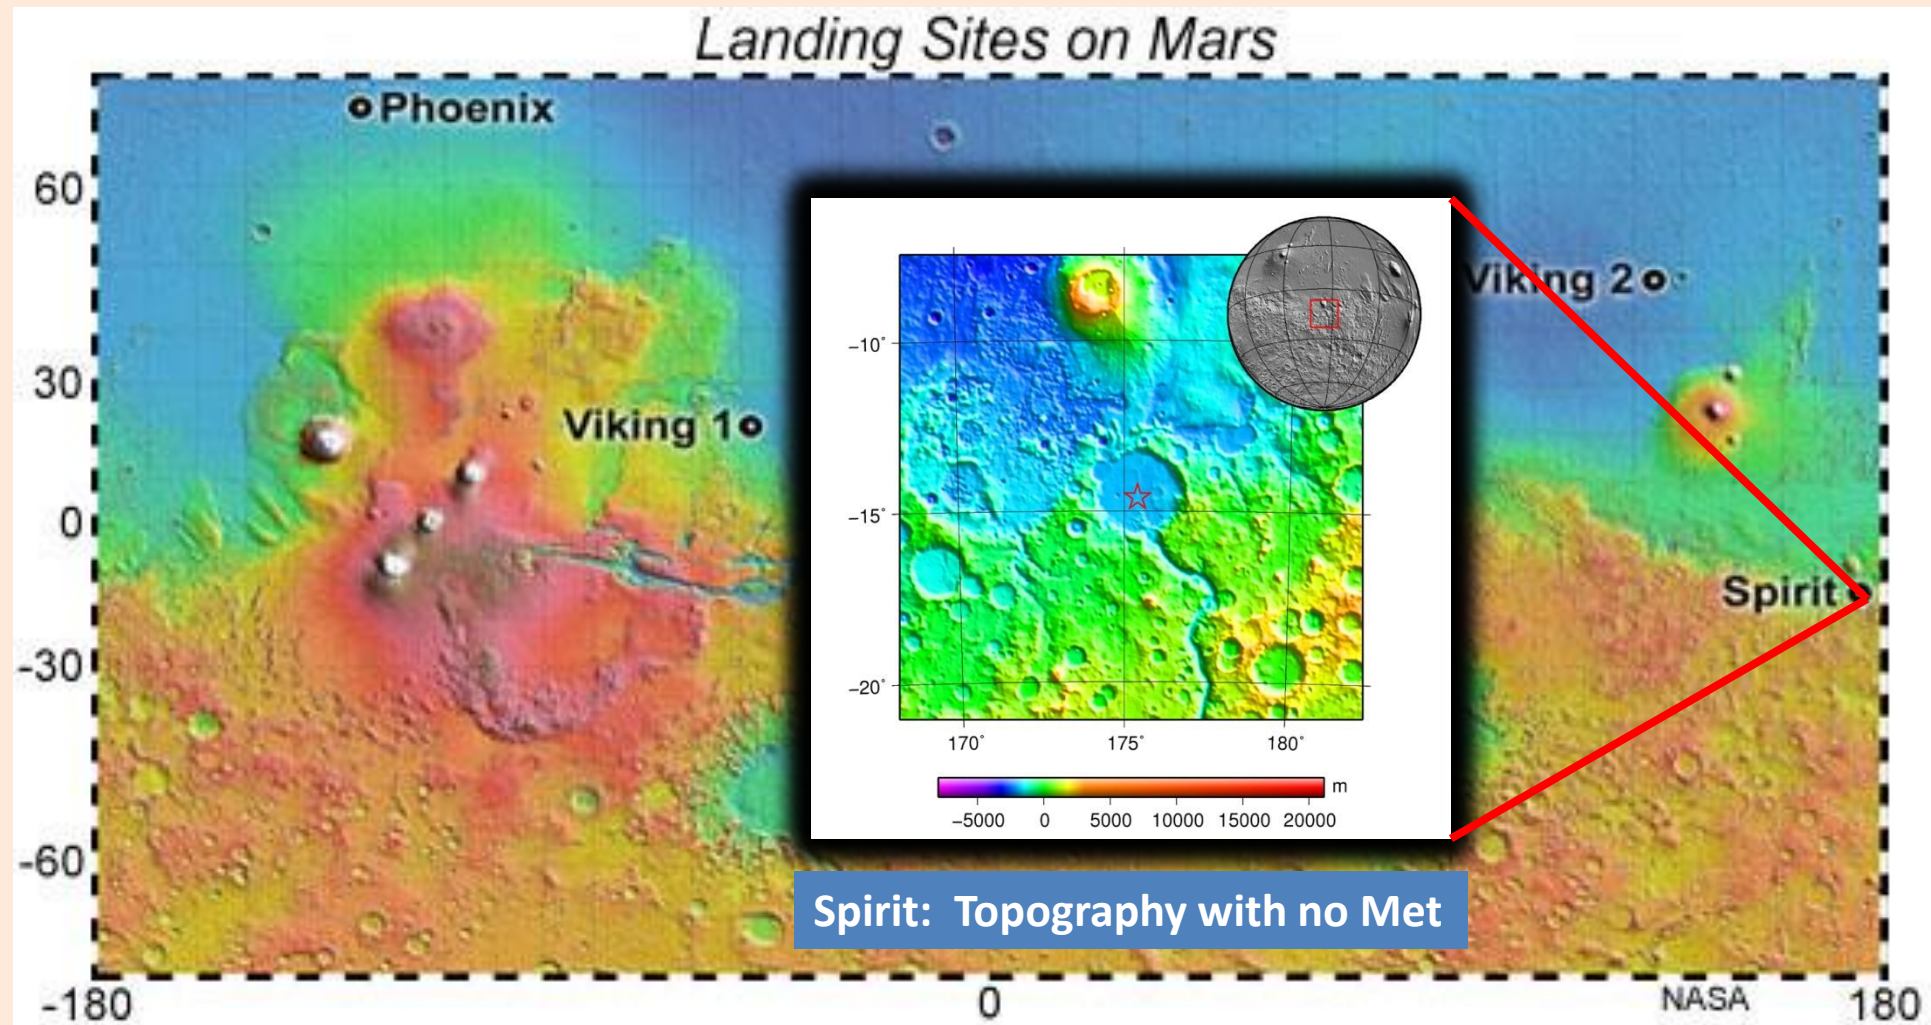 Landing Sites on Mars
Phoenix
60
Viking 2
30
Viking 1
0
Spirit
-30
-60
-180
0
NASA
180
−10˚
−15˚
−20˚
170˚
175˚
180˚
m
−5000 0 5000 10000 15000 20000
Spirit: Topography with no Met